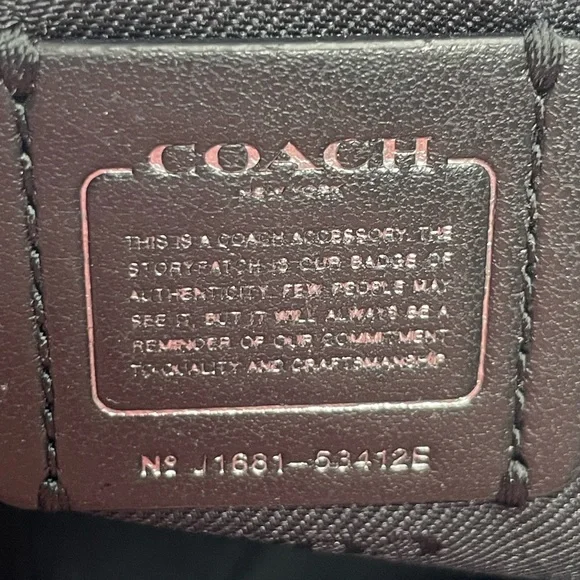 COACH
NEW YORK
THIS IS A COACH ACCESSORY. THE
STORYPATCH IS OUR BADGE OF
AUTHENTICITY. FEW PEOPLE MAY
SEE IT, BUT IT WILL ALWAYS BE A
REMINDER OF OUR COMMITMENT
TO QUALITY AND CRAFTSMANSHIP.
Nº J1681-53412E